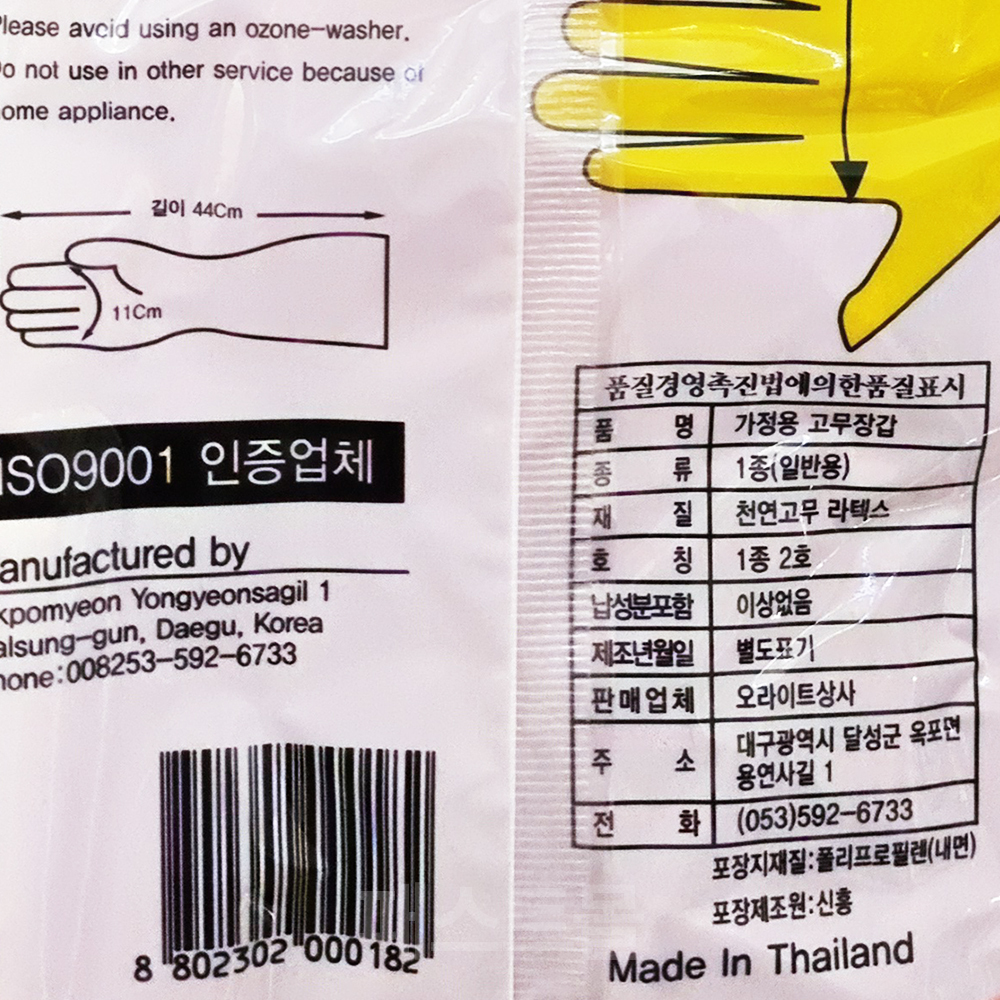 Please avoid using an ozone-washer.
Do not use in other service because of
home appliance.
길이 44Cm
11Cm
ISO9001 인증업체
anufactured by
kpomyeon Yongyeonsagil 1
alsung-gun, Daegu, Korea
hone:008253-592-6733
8 802302 000182
품질경영촉진법에의한품질표시
품 명 가정용 고무장갑
종 류 1종(일반용)
재 질 천연고무 라텍스
호 칭 1종 2호
납성분포함 이상없음
제조년월일 별도표기
판매업체 오라이트상사
주 소 대구광역시 달성군 옥포면
용연사길 1
전 화 (053)592-6733
포장지재질:폴리프로필렌(내면)
포장제조원:신흥
Made In Thailand